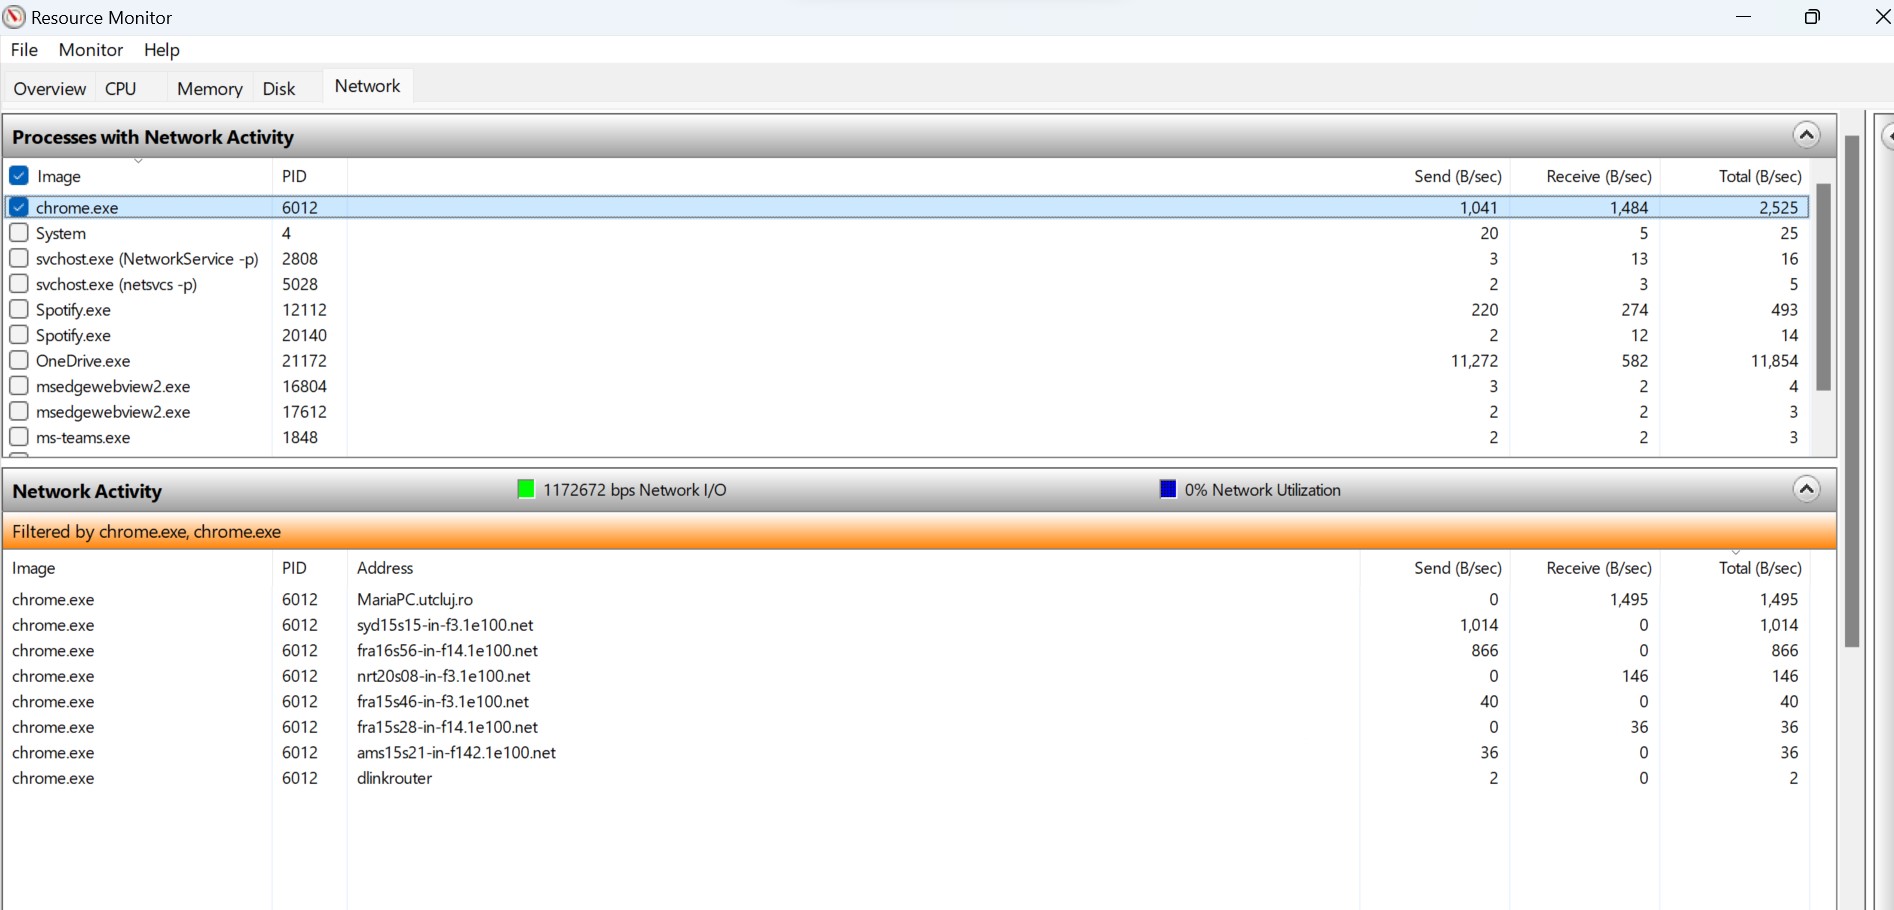 Resource Monitor
File Monitor Help
Overview CPU Memory Disk Network
Processes with Network Activity
Image PID Send (B/sec) Receive (B/sec) Total (B/sec)
chrome.exe 6012 1,041 1,484 2,525
System 4 20 5 25
svchost.exe (NetworkService -p) 2808 3 13 16
svchost.exe (netsvcs -p) 5028 2 3 5
Spotify.exe 12112 220 274 493
Spotify.exe 20140 2 12 14
OneDrive.exe 21172 11,272 582 11,854
msedgewebview2.exe 16804 3 2 4
msedgewebview2.exe 17612 2 2 3
ms-teams.exe 1848 2 2 3
Network Activity 1172672 bps Network I/O 0% Network Utilization
Filtered by chrome.exe, chrome.exe
Image PID Address Send (B/sec) Receive (B/sec) Total (B/sec)
chrome.exe 6012 MariaPC.utcluj.ro 0 1,495 1,495
chrome.exe 6012 syd15s15-in-f3.1e100.net 1,014 0 1,014
chrome.exe 6012 fra16s56-in-f14.1e100.net 866 0 866
chrome.exe 6012 nrt20s08-in-f3.1e100.net 0 146 146
chrome.exe 6012 fra15s46-in-f3.1e100.net 40 0 40
chrome.exe 6012 fra15s28-in-f14.1e100.net 0 36 36
chrome.exe 6012 ams15s21-in-f142.1e100.net 36 0 36
chrome.exe 6012 dlinkrouter 2 0 2